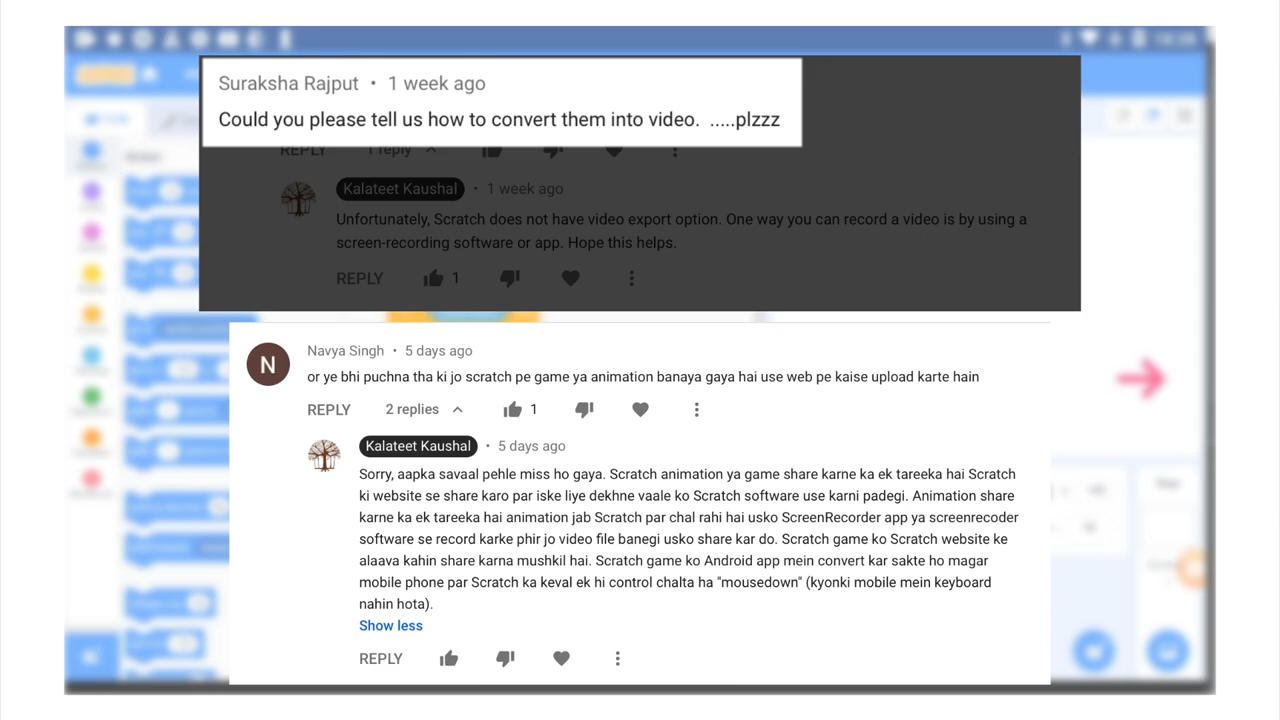 Suraksha Rajput • 1 week ago
Could you please tell us how to convert them into video. .....plzzz
REPLY 1 reply
Kalateet Kaushal • 1 week ago
Unfortunately, Scratch does not have video export option. One way you can record a video is by using a
screen-recording software or app. Hope this helps.
REPLY 1
N
Navya Singh • 5 days ago
or ye bhi puchna tha ki jo scratch pe game ya animation banaya gaya hai use web pe kaise upload karte hain
REPLY 2 replies 1
Kalateet Kaushal • 5 days ago
Sorry, aapka savaal pehle miss ho gaya. Scratch animation ya game share karne ka ek tareeka hai Scratch
ki website se share karo par iske liye dekhne vaale ko Scratch software use karni padegi. Animation share
karne ka ek tareeka hai animation jab Scratch par chal rahi hai usko ScreenRecorder app ya screenrecoder
software se record karke phir jo video file banegi usko share kar do. Scratch game ko Scratch website ke
alaava kahin share karna mushkil hai. Scratch game ko Android app mein convert kar sakte ho magar
mobile phone par Scratch ka keval ek hi control chalta ha "mousedown" (kyonki mobile mein keyboard
nahin hota).
Show less
REPLY